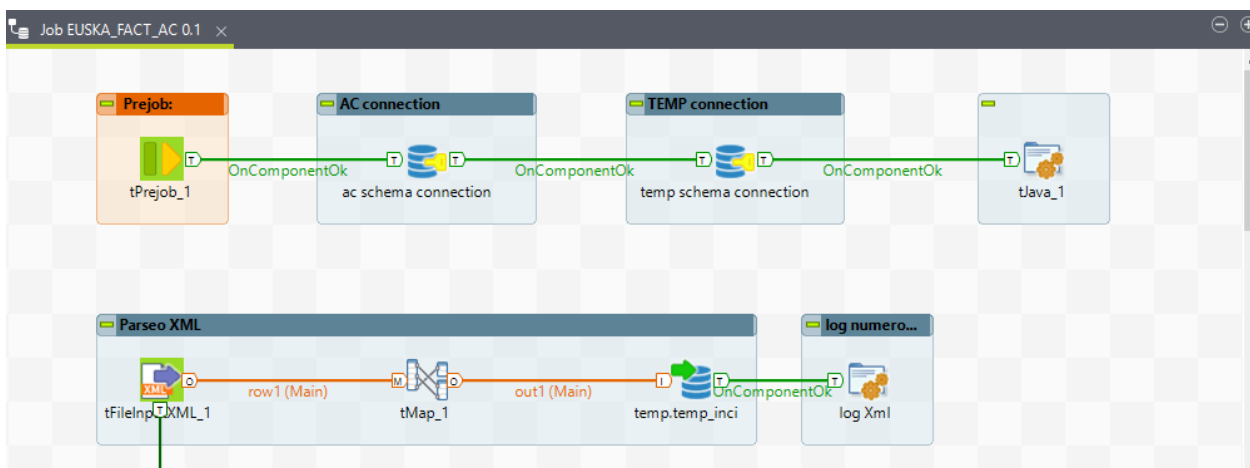 Job EUSKA_FACT_AC 0.1
Prejob:
AC connection
TEMP connection
T
OnComponentOk
T
T
OnComponentOk
T
T
OnComponentOk
T
tPrejob_1
ac schema connection
temp schema connection
tJava_1
Parseo XML
log numero...
XML
O
row1 (Main)
M
O
out1 (Main)
I
T
OnComponentOk
T
T
tMap_1
temp.temp_inci
log Xml